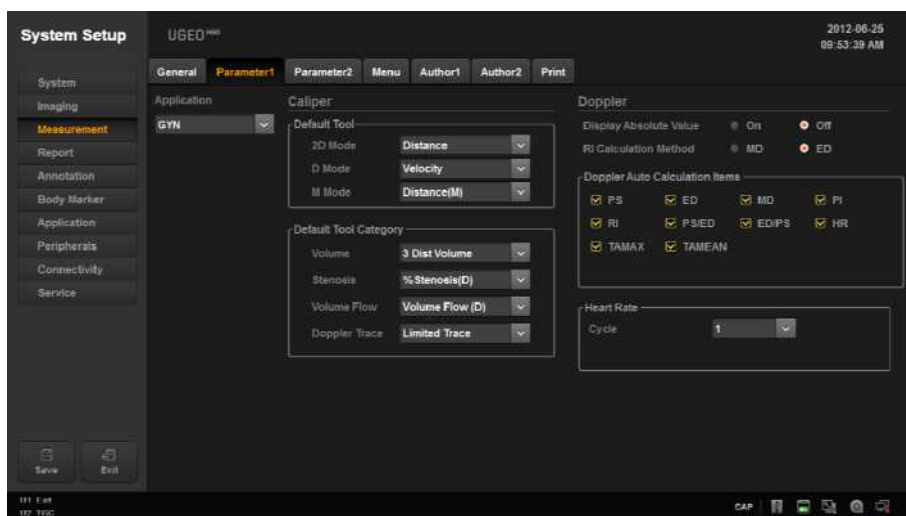 System Setup
UGEO
2012-06-25
09:53:39 AM
General Parameter1 Parameter2 Menu Author1 Author2 Print
System
Imaging
Measurement
Report
Annotation
Body Marker
Application
Peripherals
Connectivity
Service
Save Exit
Application
GYN
Caliper
Default Tool
2D Mode Distance
D Mode Velocity
M Mode Distance(M)
Default Tool Category
Volume 3 Dist Volume
Stenosis %Stenosis(D)
Volume Flow Volume Flow (D)
Doppler Trace Limited Trace
Doppler
Display Absolute Value On Off
RI Calculation Method MD ED
Doppler Auto Calculation Items
PS ED MD PI
RI PS/ED ED/PS HR
TAMAX TAMEAN
Heart Rate
Cycle 1
U1 Exit
U2 TGC
CAP